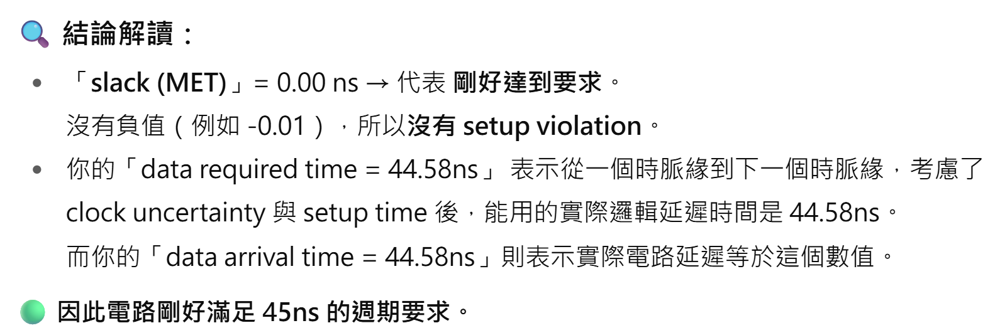 🔍 結論解讀：
• 「slack (MET)」= 0.00 ns → 代表 剛好達到要求。
沒有負值（例如 -0.01），所以沒有 setup violation。
• 你的「data required time = 44.58ns」 表示從一個時脈緣到下一個時脈緣，考慮了
clock uncertainty 與 setup time 後，能用的實際邏輯延遲時間是 44.58ns。
而你的「data arrival time = 44.58ns」則表示實際電路延遲等於這個數值。
🟢 因此電路剛好滿足 45ns 的週期要求。